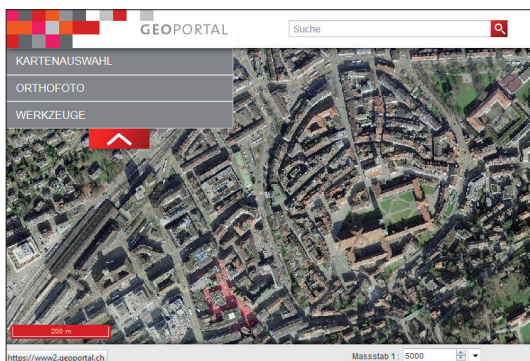 GEOPORTAL
Suche
KARTENAUSWAHL
ORTHOFOTO
WERKZEUGE
200 m
https://www2.geoportal.ch
Massstab 1 : 5000